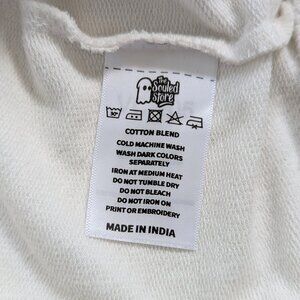 The
Souled
Store
30°
COTTON BLEND
COLD MACHINE WASH
WASH DARK COLORS
SEPARATELY
IRON AT MEDIUM HEAT
DO NOT TUMBLE DRY
DO NOT BLEACH
DO NOT IRON ON
PRINT OR EMBROIDERY
MADE IN INDIA